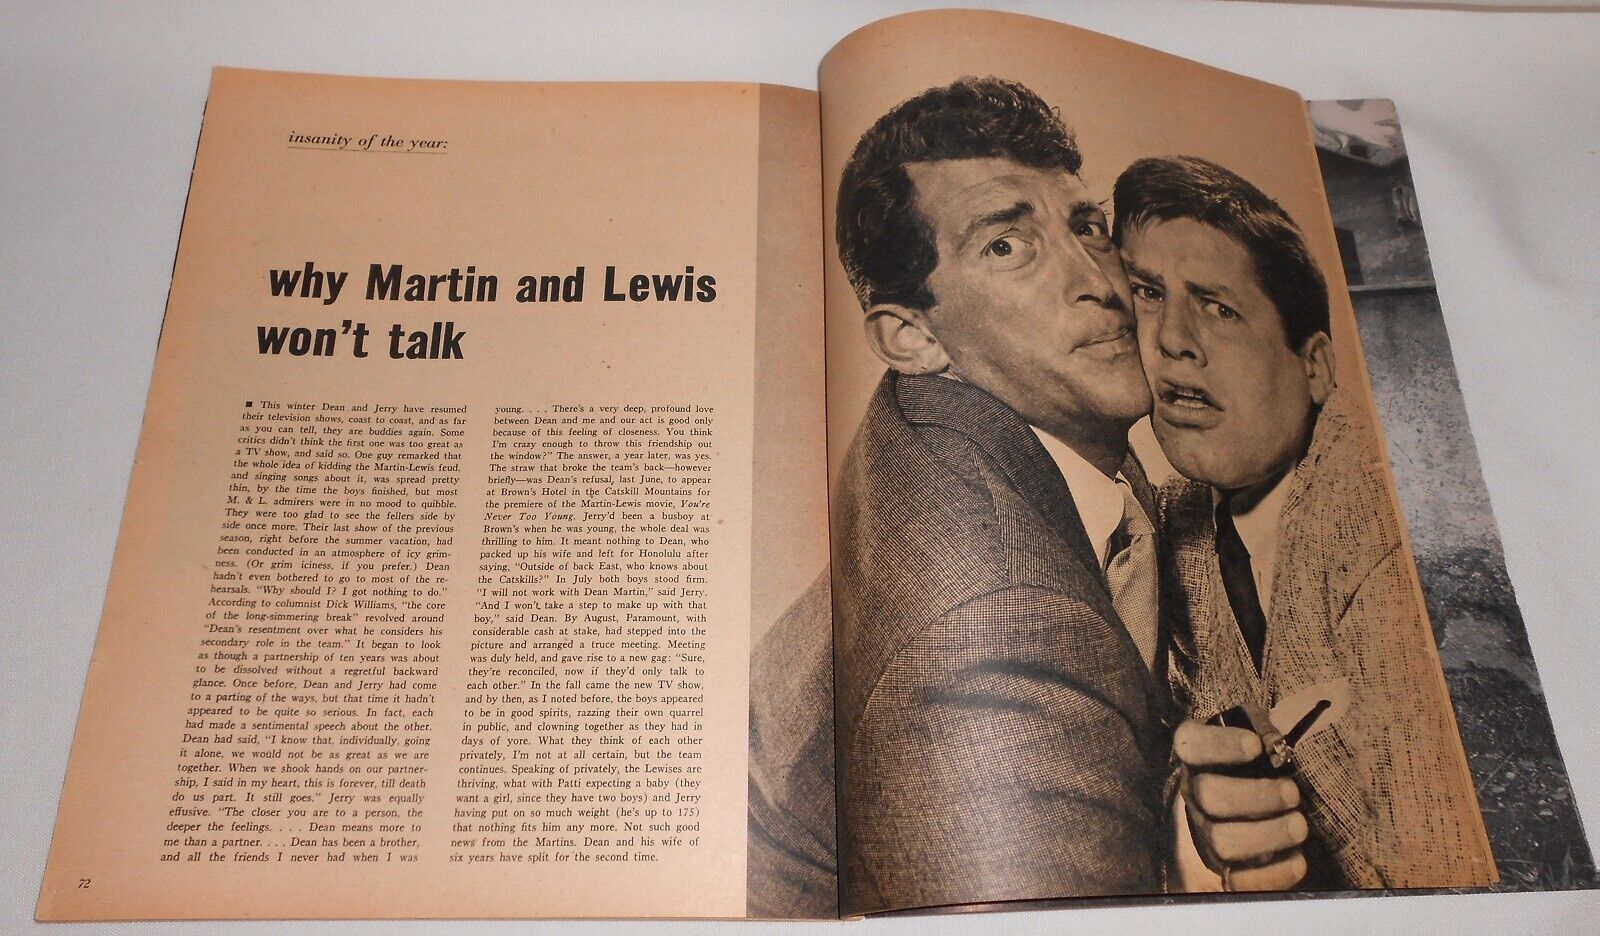 insanity of the year:
why Martin and Lewis
won't talk
■ This winter Dean and Jerry have resumed
their television shows, coast to coast, and as far
as you can tell, they are buddies again. Some
critics didn't think the first one was too great as
a TV show, and said so. One guy remarked that
the whole idea of kidding the Martin-Lewis feud,
and singing songs about it, was spread pretty
thin, by the time the boys finished, but most
M. & L. admirers were in no mood to quibble.
They were too glad to see the fellers side by
side once more. Their last show of the previous
season, right before the summer vacation, had
been conducted in an atmosphere of icy grim-
ness. (Or grim iciness, if you prefer.) Dean
hadn't even bothered to go to most of the re-
hearsals. "Why should I? I got nothing to do."
According to columnist Dick Williams, "the core
of the long-simmering break" revolved around
"Dean's resentment over what he considers his
secondary role in the team." It began to look
as though a partnership of ten years was about
to be dissolved without a regretful backward
glance. Once before, Dean and Jerry had come
to a parting of the ways, but that time it hadn't
appeared to be quite so serious. In fact, each
had made a sentimental speech about the other.
Dean had said, "I know that, individually, going
it alone, we would not be as great as we are
together. When we shook hands on our partner-
ship, I said in my heart, this is forever, till death
do us part. It still goes." Jerry was equally
effusive. "The closer you are to a person, the
deeper the feelings. . . . Dean means more to
me than a partner. . . . Dean has been a brother,
and all the friends I never had when I was
young. . . . There's a very deep, profound love
between Dean and me and our act is good only
because of this feeling of closeness. You think
I'm crazy enough to throw this friendship out
the window?" The answer, a year later, was yes.
The straw that broke the team's back—however
briefly—was Dean's refusal, last June, to appear
at Brown's Hotel in the Catskill Mountains for
the premiere of the Martin-Lewis movie, You're
Never Too Young. Jerry'd been a busboy at
Brown's when he was young, the whole deal was
thrilling to him. It meant nothing to Dean, who
packed up his wife and left for Honolulu after
saying, "Outside of back East, who knows about
the Catskills?" In July both boys stood firm.
"I will not work with Dean Martin," said Jerry.
"And I won't take a step to make up with that
boy," said Dean. By August, Paramount, with
considerable cash at stake, had stepped into the
picture and arranged a truce meeting. Meeting
was duly held, and gave rise to a new gag: "Sure,
they're reconciled, now if they'd only talk to
each other." In the fall came the new TV show,
and by then, as I noted before, the boys appeared
to be in good spirits, razzing their own quarrel
in public, and clowning together as they had in
days of yore. What they think of each other
privately, I'm not at all certain, but the team
continues. Speaking of privately, the Lewises are
thriving, what with Patti expecting a baby (they
want a girl, since they have two boys) and Jerry
having put on so much weight (he's up to 175)
that nothing fits him any more. Not such good
news from the Martins. Dean and his wife of
six years have split for the second time.
72